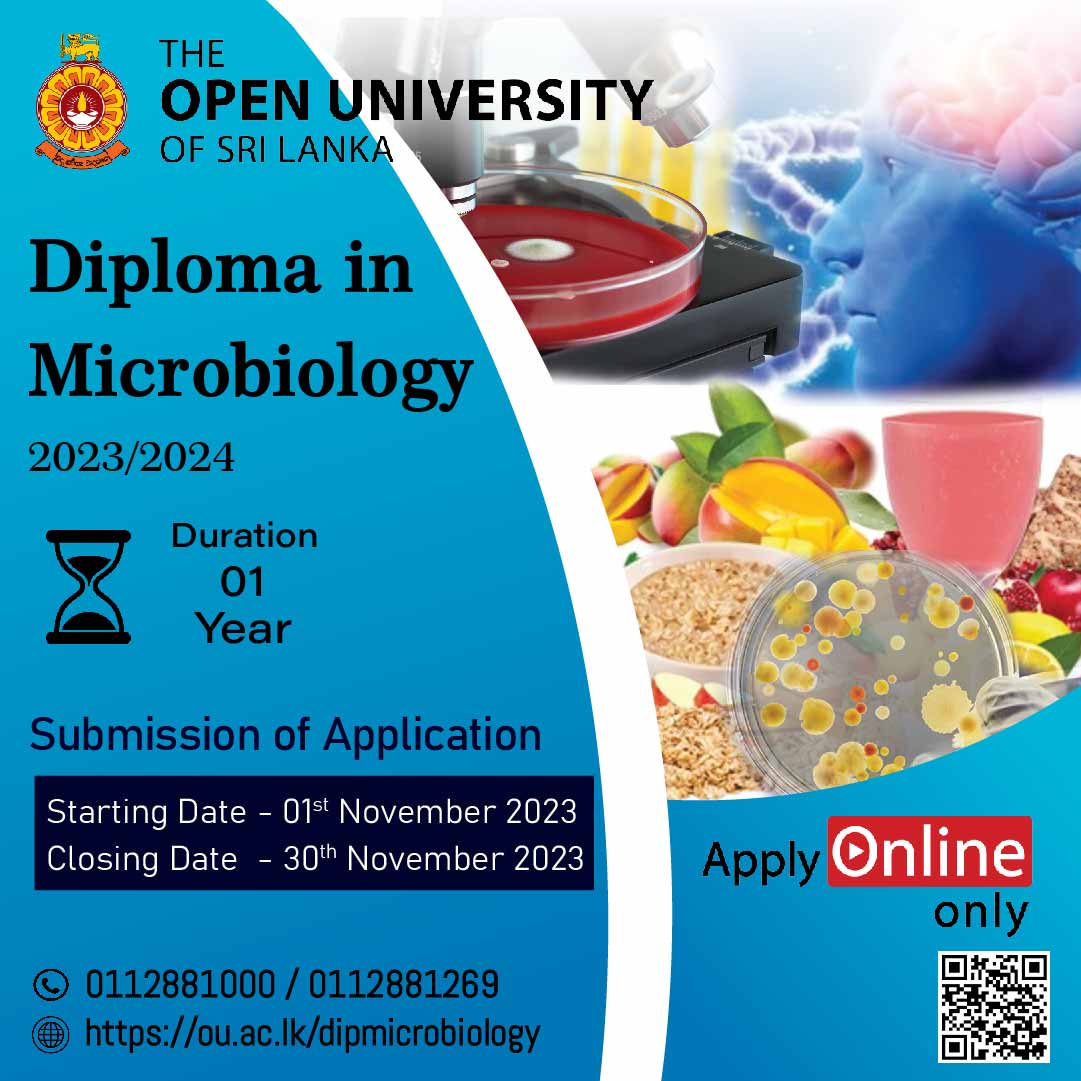 THE
OPEN UNIVERSITY
OF SRI LANKA
Diploma in
Microbiology
2023/2024
Duration
01
Year
Submission of Application
Starting Date - 01st November 2023
Closing Date - 30th November 2023
Apply Online
only
0112881000 / 0112881269
https://ou.ac.lk/dipmicrobiology